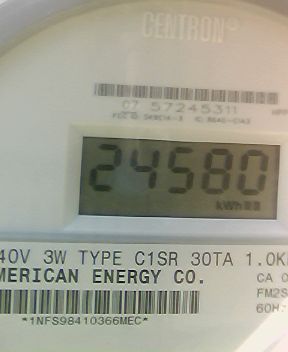 CENTRON®
07 57245311
24580
kWh
40V 3W TYPE C1SR 30TA 1.0K
MERICAN ENERGY CO.
CA 0
FM2S
60H
*1NFS98410366MEC*